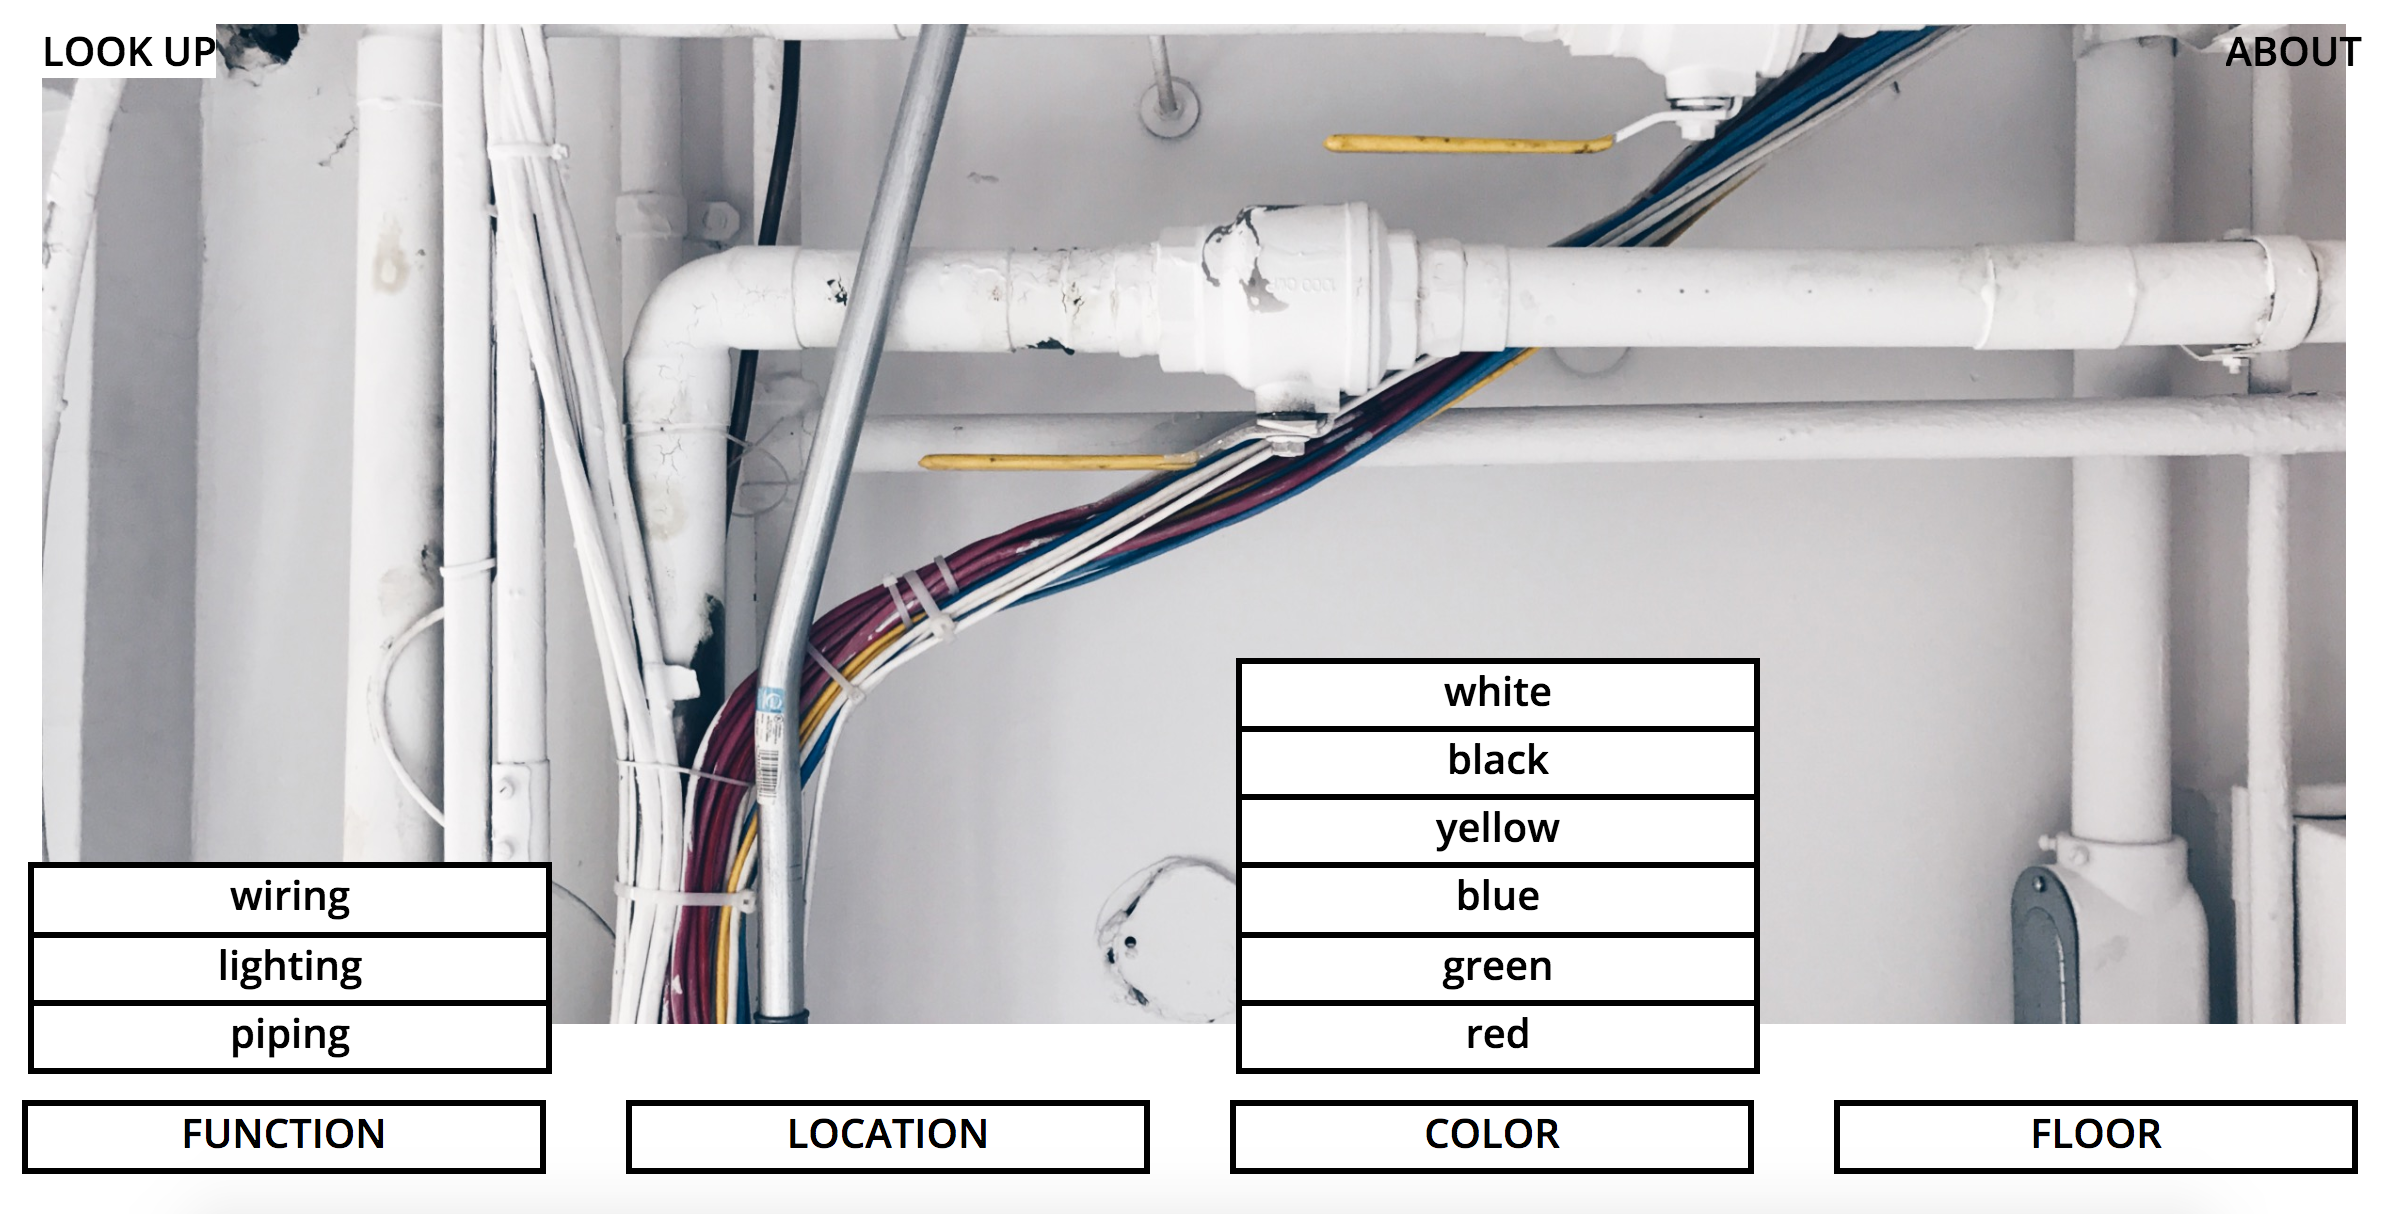 LOOK UP
ABOUT
wiring
lighting
piping
white
black
yellow
blue
green
red
FUNCTION
LOCATION
COLOR
FLOOR